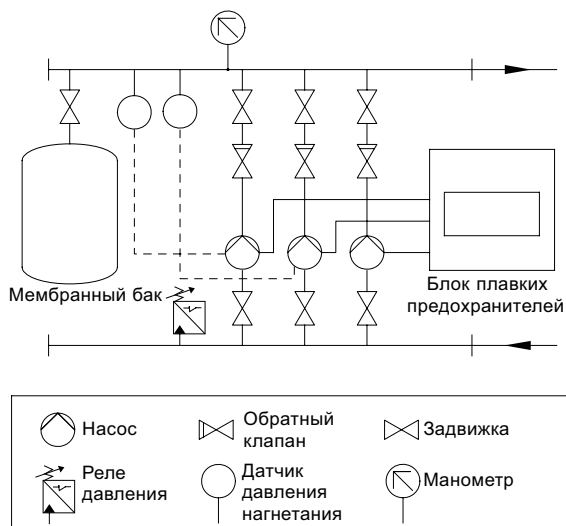 Мембранный бак
Блок плавких
предохранителей
Насос
Обратный
клапан
Задвижка
Реле
давления
Датчик
давления
нагнетания
Манометр